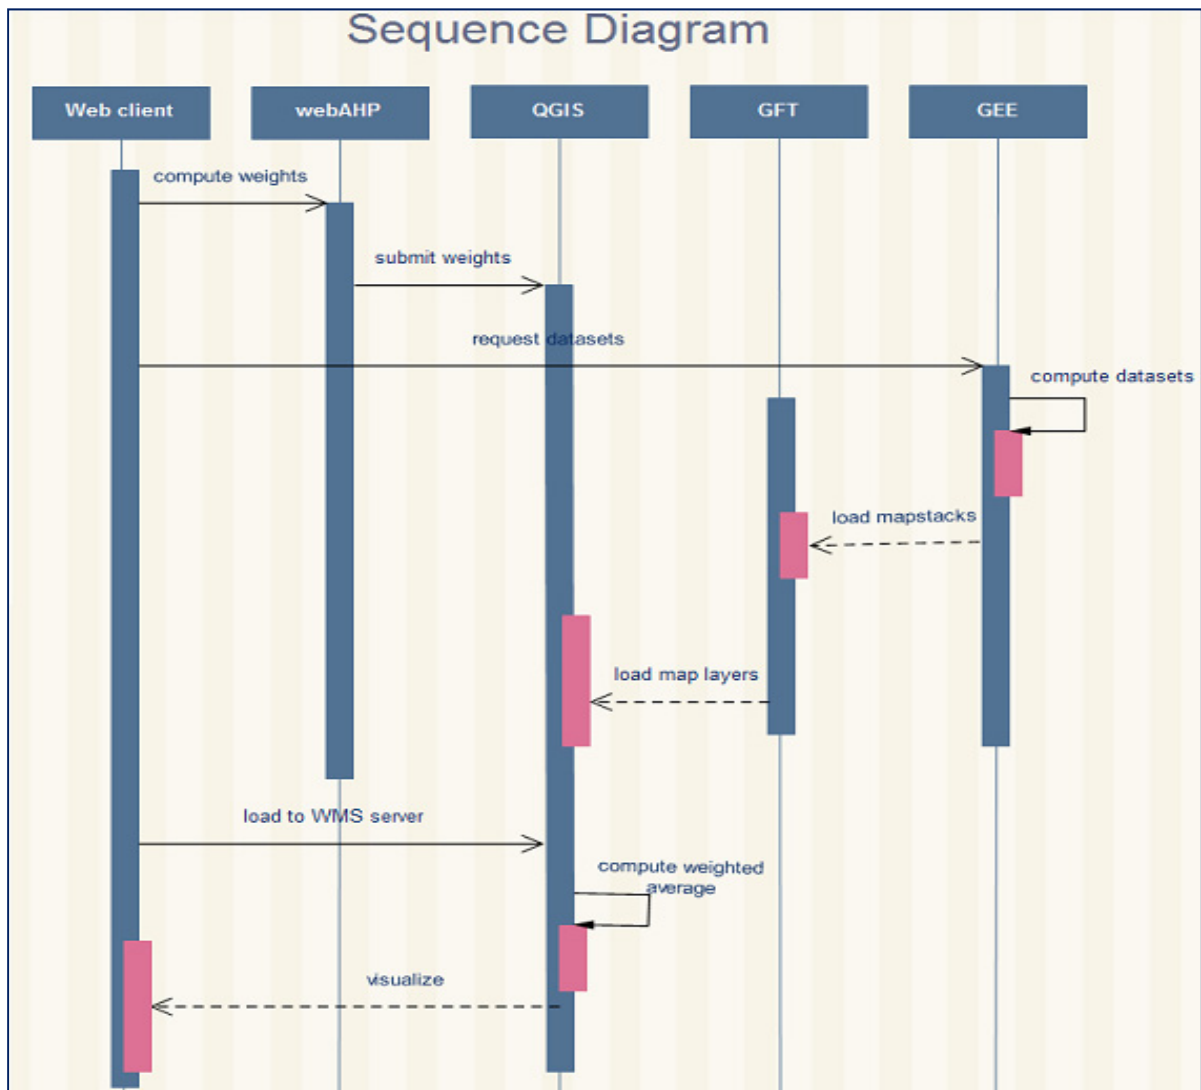 Sequence Diagram
Web client
webAHP
QGIS
GFT
GEE
compute weights
submit weights
request datasets
compute datasets
load mapstacks
load map layers
load to WMS server
compute weighted
average
visualize